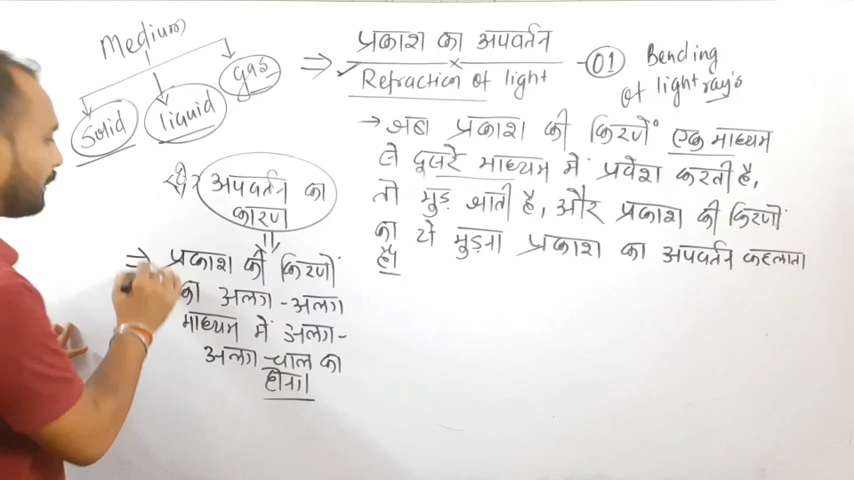 Medium
Solid
liquid
gas
⇒ प्रकाश का अपवर्तन - 01
Refraction of light
Bending
of light ray's
→ जब प्रकाश की किरणें एक माध्यम
से दूसरे माध्यम में प्रवेश करती है,
तो मुड़ जाती है, और प्रकाश की किरणों
का ये मुड़ना प्रकाश का अपवर्तन कहलाता
है।
अपवर्तन का
कारण
⇒ प्रकाश की किरणों
का अलग-अलग
माध्यम में अलग-
अलग चाल का
होना।